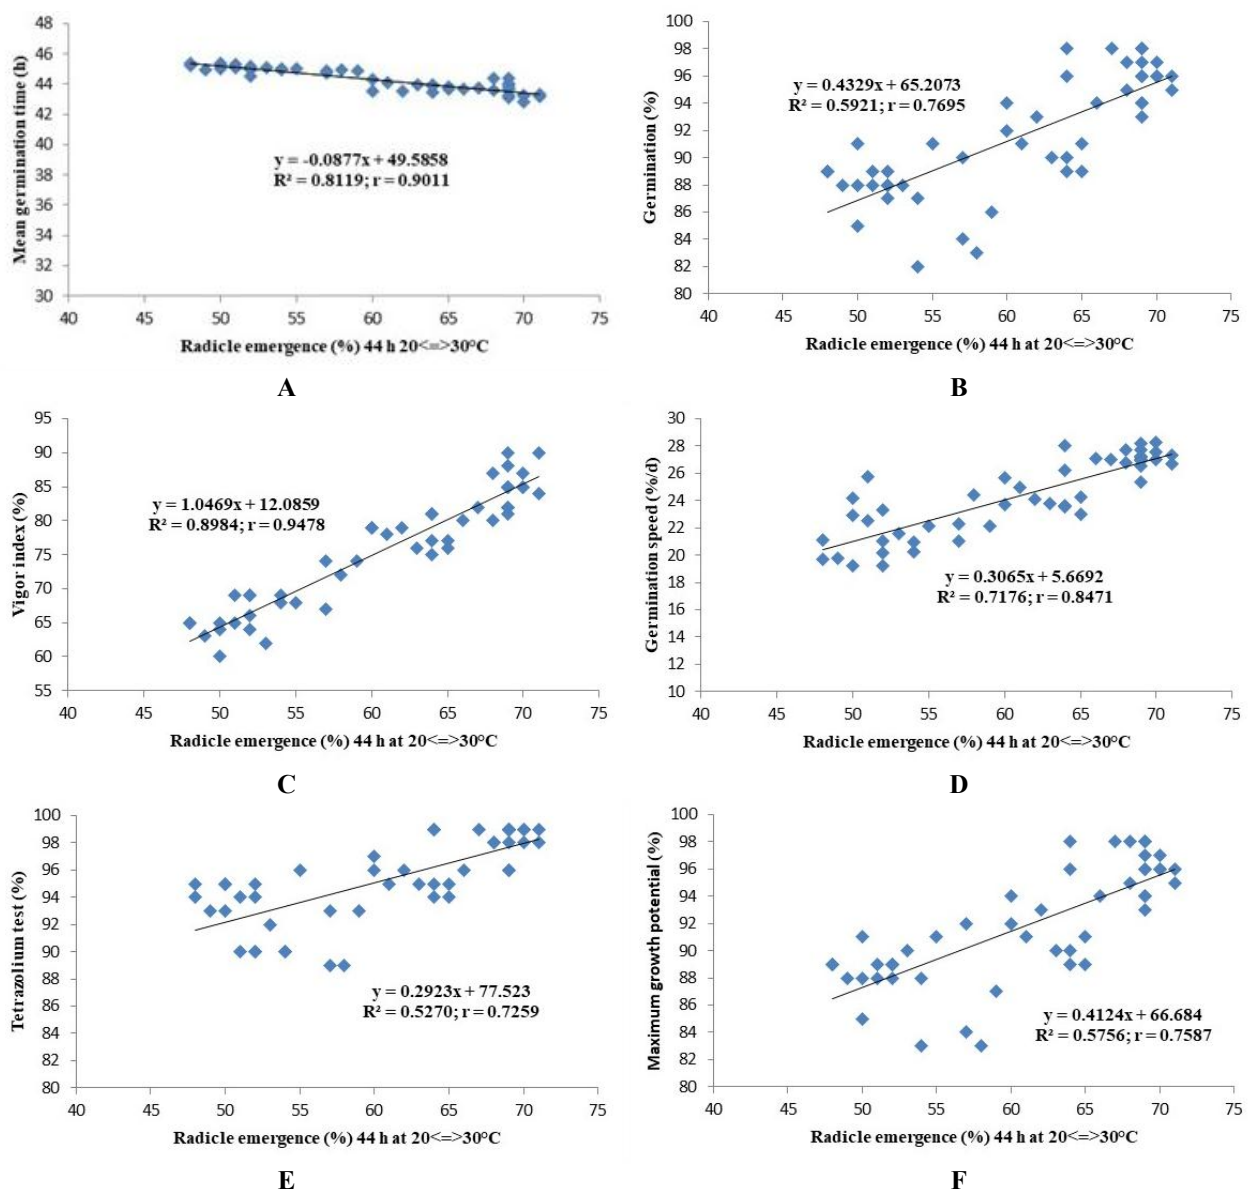 48
46
44
42
40
38
36
34
32
30
Mean germination time (h)
y = -0.0877x + 49.5858
R² = 0.8119; r = 0.9011
40 45 50 55 60 65 70 75
Radicle emergence (%) 44 h 20<=>30°C
A
100
98
96
94
92
90
88
86
84
82
80
Germination (%)
y = 0.4329x + 65.2073
R² = 0.5921; r = 0.7695
40 45 50 55 60 65 70 75
Radicle emergence (%) 44 h at 20<=>30°C
B
95
90
85
80
75
70
65
60
55
Vigor index (%)
y = 1.0469x + 12.0859
R² = 0.8984; r = 0.9478
40 45 50 55 60 65 70 75
Radicle emergence (%) 44 h at 20<=>30°C
C
30
28
26
24
22
20
18
16
14
12
10
Germination speed (%/d)
y = 0.3065x + 5.6692
R² = 0.7176; r = 0.8471
40 45 50 55 60 65 70 75
Radicle emergence (%) 44 h at 20<=>30°C
D
100
98
96
94
92
90
88
86
84
82
80
Tetrazolium test (%)
y = 0.2923x + 77.523
R² = 0.5270; r = 0.7259
40 45 50 55 60 65 70 75
Radicle emergence (%) 44 h at 20<=>30°C
E
100
98
96
94
92
90
88
86
84
82
80
Maximum growth potential (%)
y = 0.4124x + 66.684
R² = 0.5756; r = 0.7587
40 45 50 55 60 65 70 75
Radicle emergence (%) 44 h at 20<=>30°C
F